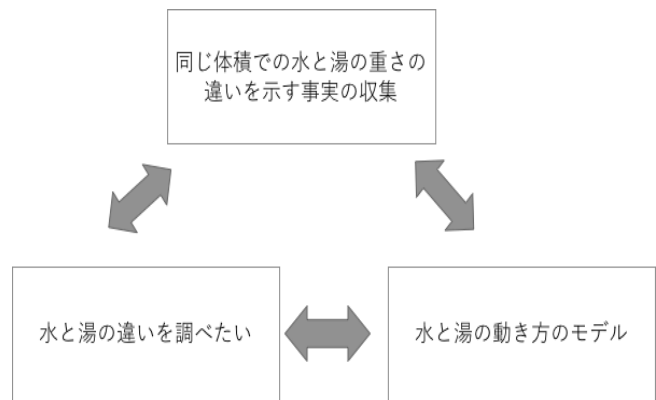 同じ体積での水と湯の重さの
違いを示す事実の収集
水と湯の違いを調べたい
水と湯の動き方のモデル